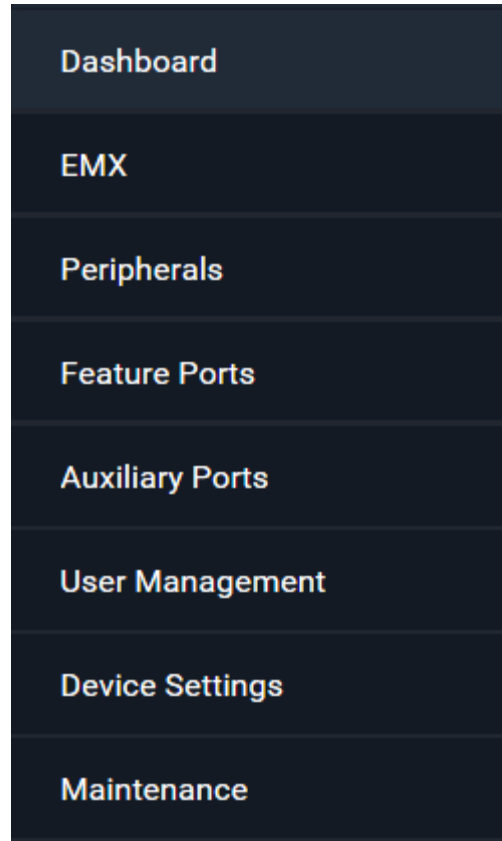 Dashboard
EMX
Peripherals
Feature Ports
Auxiliary Ports
User Management
Device Settings
Maintenance